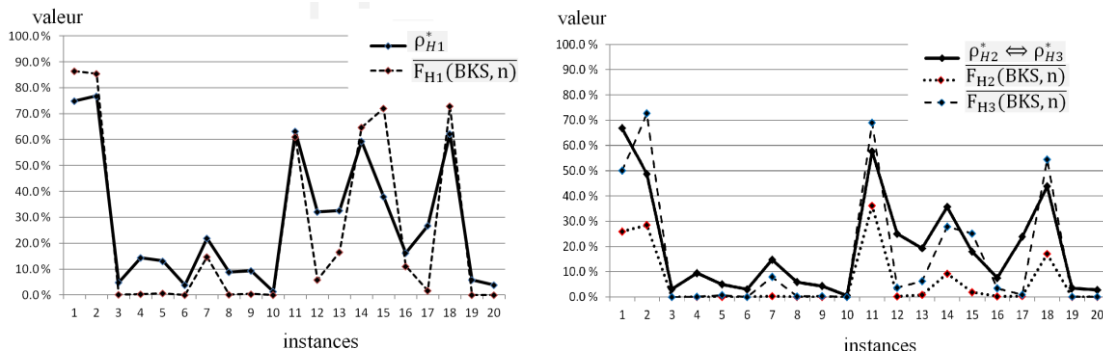 valeur
100.0%
90.0%
80.0%
70.0%
60.0%
50.0%
40.0%
30.0%
20.0%
10.0%
0.0%
ρ*H1
FH1(BKS, n)
1 2 3 4 5 6 7 8 9 10 11 12 13 14 15 16 17 18 19 20
instances
valeur
100.0%
90.0%
80.0%
70.0%
60.0%
50.0%
40.0%
30.0%
20.0%
10.0%
0.0%
ρ*H2 ⇔ ρ*H3
FH2(BKS, n)
FH3(BKS, n)
1 2 3 4 5 6 7 8 9 10 11 12 13 14 15 16 17 18 19 20
instances